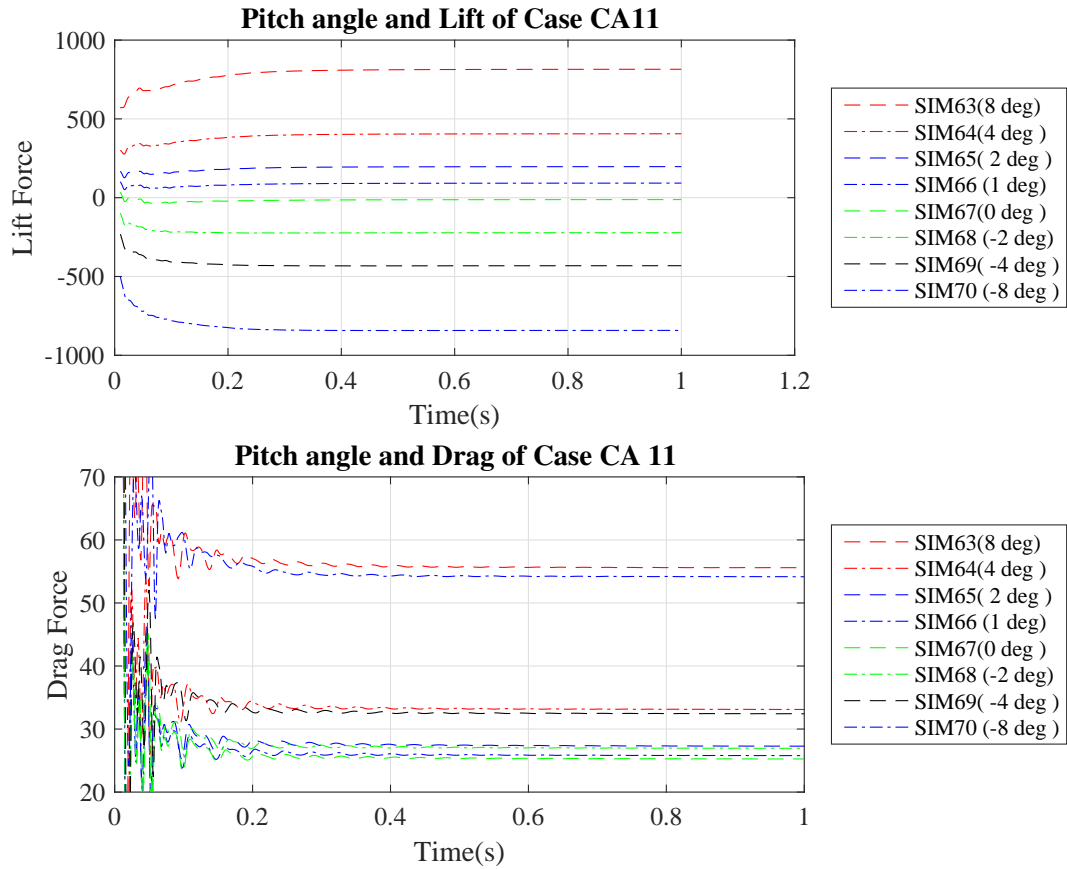 Pitch angle and Lift of Case CA11
1000
500
0
-500
-1000
Lift Force
0 0.2 0.4 0.6 0.8 1 1.2
Time(s)
SIM63(8 deg)
SIM64(4 deg )
SIM65( 2 deg )
SIM66 (1 deg)
SIM67(0 deg )
SIM68 (-2 deg)
SIM69( -4 deg )
SIM70 (-8 deg )
Pitch angle and Drag of Case CA 11
70
60
50
40
30
20
Drag Force
0 0.2 0.4 0.6 0.8 1
Time(s)
SIM63(8 deg)
SIM64(4 deg )
SIM65( 2 deg )
SIM66 (1 deg)
SIM67(0 deg )
SIM68 (-2 deg)
SIM69( -4 deg )
SIM70 (-8 deg )